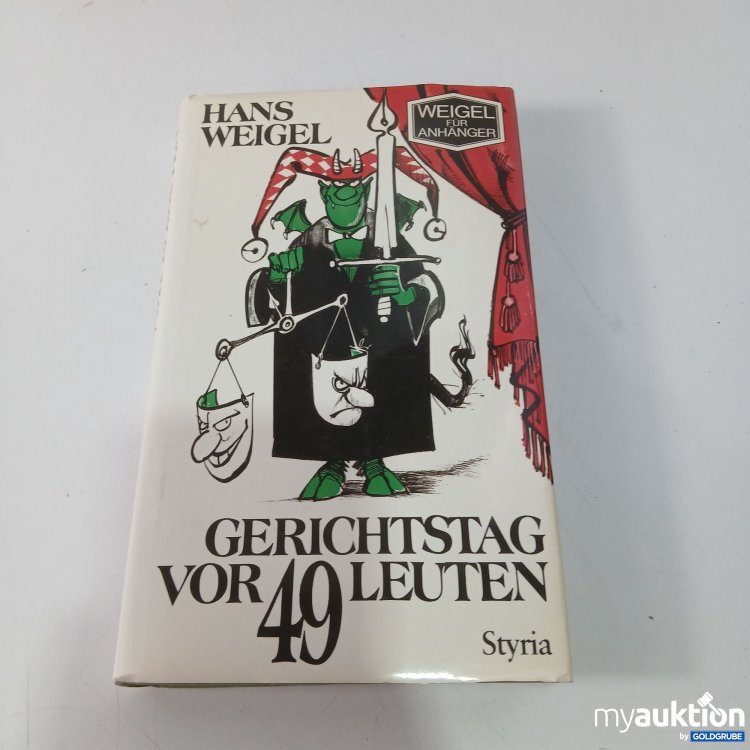 HANS
WEIGEL
WEIGEL
FÜR
ANHÄNGER
GERICHTSTAG
VOR 49 LEUTEN
Styria
myauktion
by GOLDGRUBE